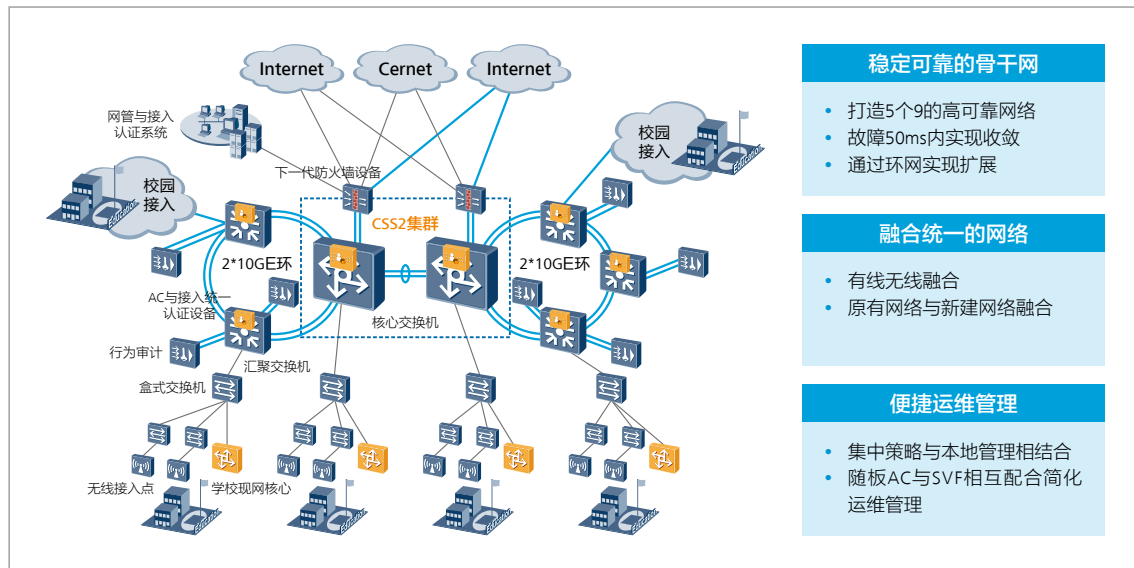 Internet
Cernet
Internet
网管与接入
认证系统
校园
接入
下一代防火墙设备
校园
接入
CSS2集群
2*10GE环
2*10GE环
AC与接入统一
认证设备
核心交换机
行为审计
汇聚交换机
盒式交换机
无线接入点
学校现网核心
Education
Education
Education
Education
Education
Education
稳定可靠的骨干网
• 打造5个9的高可靠网络
• 故障50ms内实现收敛
• 通过环网实现扩展
融合统一的网络
• 有线无线融合
• 原有网络与新建网络融合
便捷运维管理
• 集中策略与本地管理相结合
• 随板AC与SVF相互配合简化
运维管理